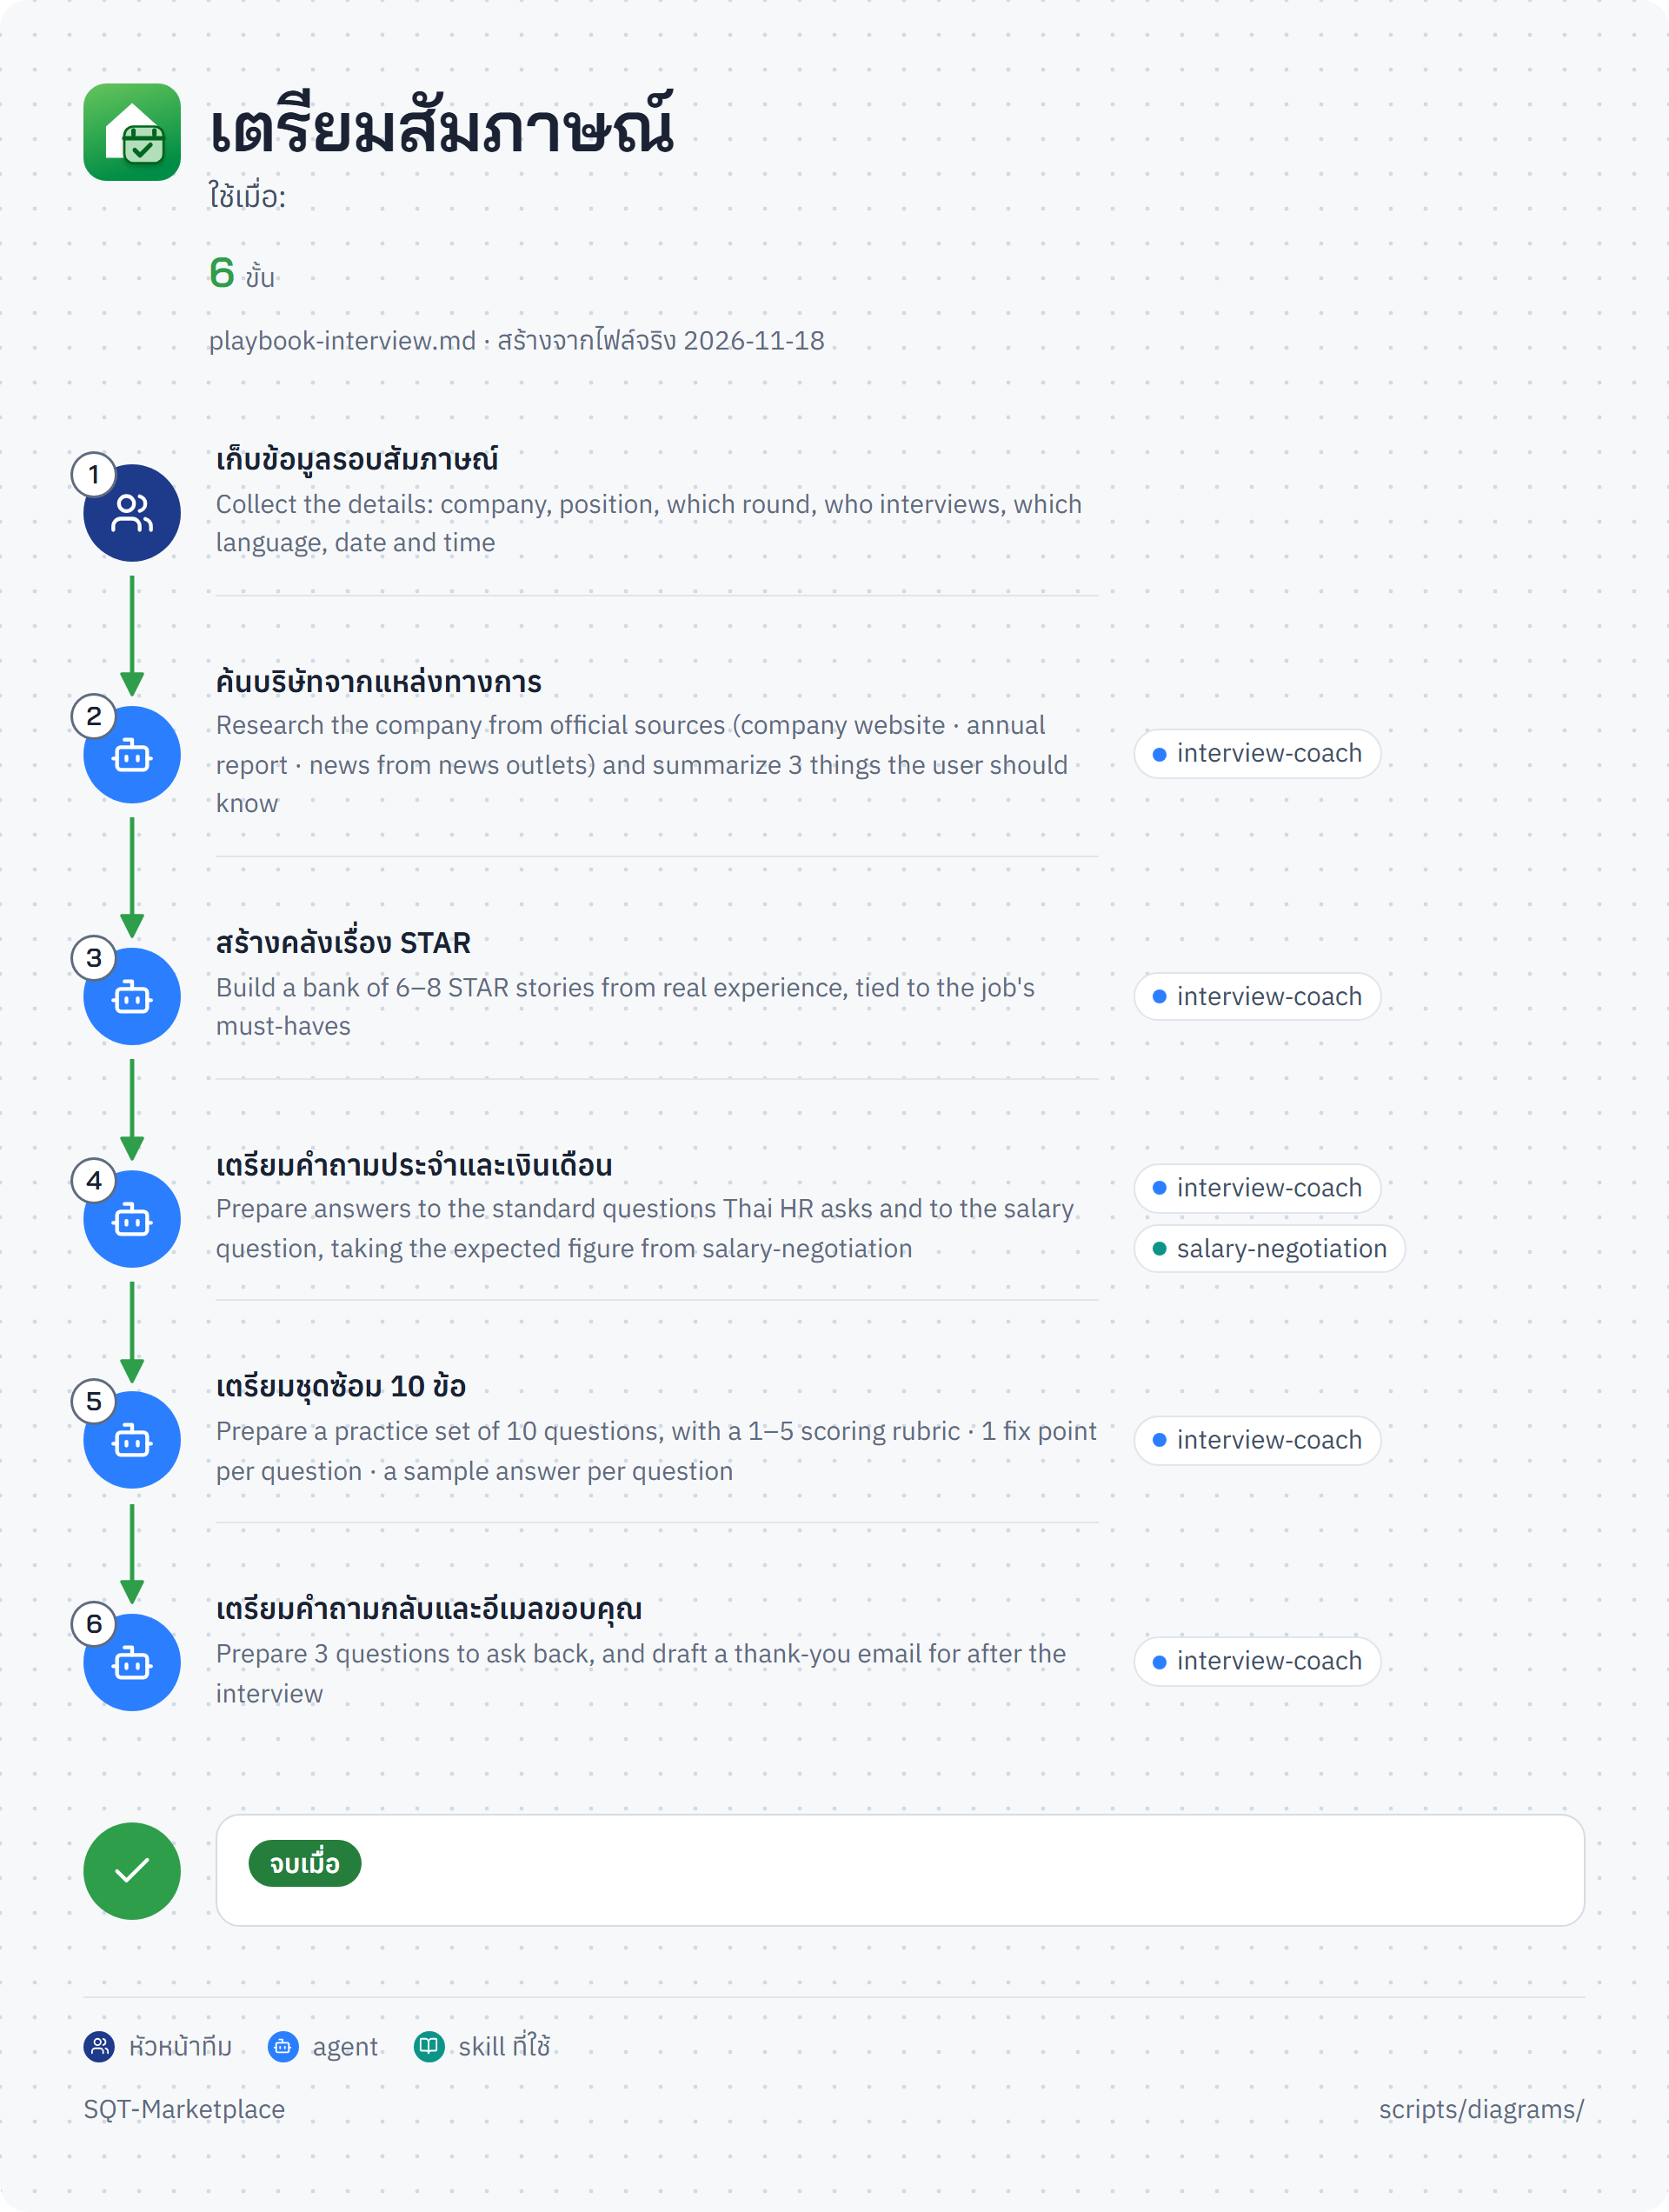 เตรียมสัมภาษณ์
ใช้เมื่อ:
6 ขั้น
playbook-interview.md · สร้างจากไฟล์จริง 2026-11-18
1
เก็บข้อมูลรอบสัมภาษณ์
Collect the details: company, position, which round, who interviews, which
language, date and time
2
ค้นบริษัทจากแหล่งทางการ
Research the company from official sources (company website · annual
report · news from news outlets) and summarize 3 things the user should
know
interview-coach
3
สร้างคลังเรื่อง STAR
Build a bank of 6–8 STAR stories from real experience, tied to the job's
must-haves
interview-coach
4
เตรียมคำถามประจำและเงินเดือน
Prepare answers to the standard questions Thai HR asks and to the salary
question, taking the expected figure from salary-negotiation
interview-coach
salary-negotiation
5
เตรียมชุดซ้อม 10 ข้อ
Prepare a practice set of 10 questions, with a 1–5 scoring rubric · 1 fix point
per question · a sample answer per question
interview-coach
6
เตรียมคำถามกลับและอีเมลขอบคุณ
Prepare 3 questions to ask back, and draft a thank-you email for after the
interview
interview-coach
จบเมื่อ
หัวหน้าทีม agent skill ที่ใช้
SQT-Marketplace scripts/diagrams/